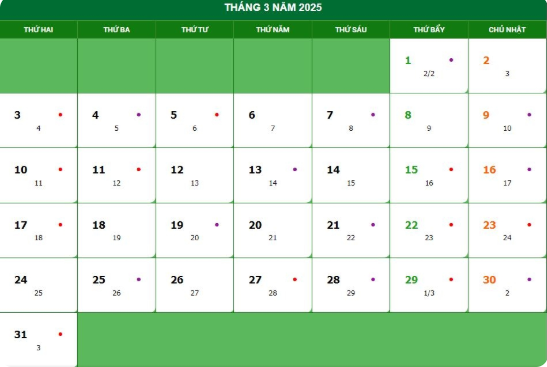 THÁNG 3 NĂM 2025
THỨ HAI THỨ BA THỨ TƯ THỨ NĂM THỨ SÁU THỨ BẨY CHỦ NHẬT
1 2
2/2 3
3 4 5 6 7 8 9
4 5 6 7 8 9 10
10 11 12 13 14 15 16
11 12 13 14 15 16 17
17 18 19 20 21 22 23
18 19 20 21 22 23 24
24 25 26 27 28 29 30
25 26 27 28 29 1/3 2
31
3